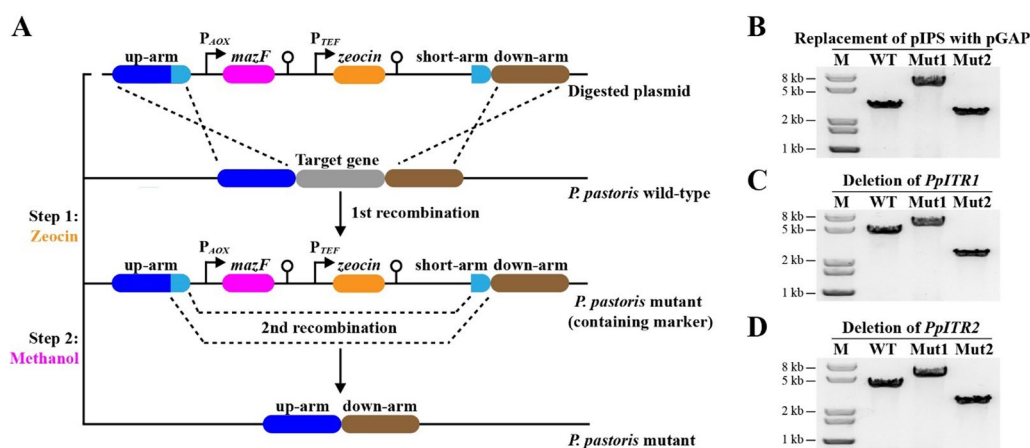 A
P_AOX mazF
P_TEF zeocin
up-arm
short-arm down-arm
Digested plasmid
Target gene
P. pastoris wild-type
Step 1:
Zeocin
1st recombination
P_AOX mazF
P_TEF zeocin
up-arm
short-arm down-arm
P. pastoris mutant
(containing marker)
2nd recombination
Step 2:
Methanol
up-arm down-arm
P. pastoris mutant
B
Replacement of pIPS with pGAP
M WT Mut1 Mut2
8 kb
5 kb
2 kb
1 kb
C
Deletion of PpITR1
M WT Mut1 Mut2
8 kb
5 kb
2 kb
1 kb
D
Deletion of PpITR2
M WT Mut1 Mut2
8 kb
5 kb
2 kb
1 kb